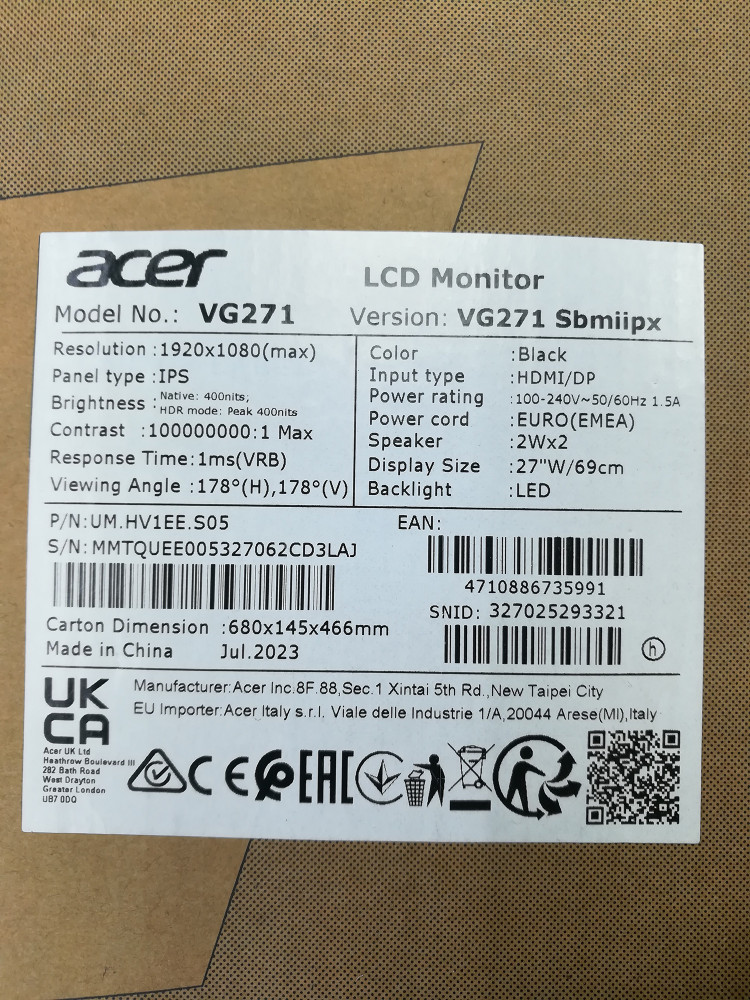 acer
LCD Monitor
Model No.: VG271
Version: VG271 Sbmiipx
Resolution :1920x1080(max)
Panel type :IPS
Brightness : Native: 400nits;
: HDR mode: Peak 400nits
Contrast :100000000:1 Max
Response Time:1ms(VRB)
Viewing Angle :178°(H),178°(V)
Color :Black
Input type :HDMI/DP
Power rating :100-240V~50/60Hz 1.5A
Power cord :EURO(EMEA)
Speaker :2Wx2
Display Size :27"W/69cm
Backlight :LED
P/N:UM.HV1EE.S05
S/N:MMTQUEE005327062CD3LAJ
EAN:
4710886735991
SNID: 327025293321
h
Carton Dimension :680x145x466mm
Made in China Jul.2023
UK
CA
Manufacturer:Acer Inc.8F.88,Sec.1 Xintai 5th Rd.,New Taipei City
EU Importer:Acer Italy s.r.l. Viale delle Industrie 1/A,20044 Arese(MI),Italy
Acer UK Ltd
Heathrow Boulevard III
282 Bath Road
West Drayton
Greater London
UB7 0DQ
CE
EAC